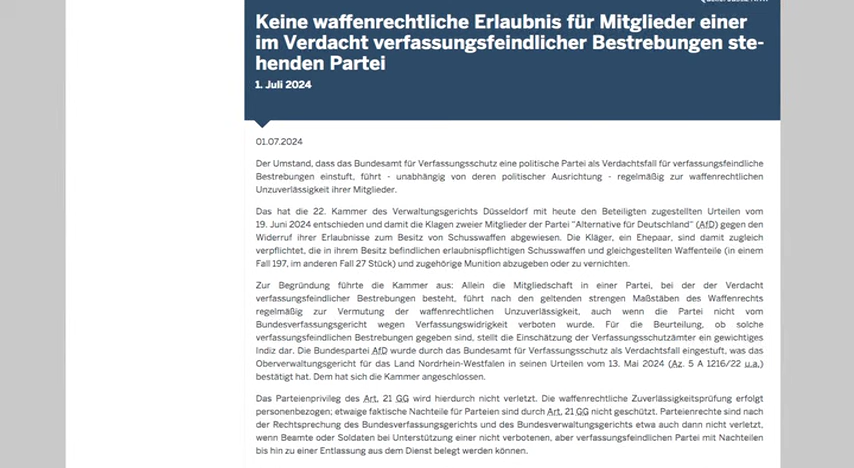 Keine waffenrechtliche Erlaubnis für Mitglieder einer
im Verdacht verfassungsfeindlicher Bestrebungen ste-
henden Partei
1. Juli 2024
01.07.2024
Der Umstand, dass das Bundesamt für Verfassungsschutz eine politische Partei als Verdachtsfall für verfassungsfeindliche
Bestrebungen einstuft, führt - unabhängig von deren politischer Ausrichtung - regelmäßig zur waffenrechtlichen
Unzuverlässigkeit ihrer Mitglieder.
Das hat die 22. Kammer des Verwaltungsgerichts Düsseldorf mit heute den Beteiligten zugestellten Urteilen vom
19. Juni 2024 entschieden und damit die Klagen zweier Mitglieder der Partei "Alternative für Deutschland" (AfD) gegen den
Widerruf ihrer Erlaubnisse zum Besitz von Schusswaffen abgewiesen. Die Kläger, ein Ehepaar, sind damit zugleich
verpflichtet, die in ihrem Besitz befindlichen erlaubnispflichtigen Schusswaffen und gleichgestellten Waffenteile (in einem
Fall 197, im anderen Fall 27 Stück) und zugehörige Munition abzugeben oder zu vernichten.
Zur Begründung führte die Kammer aus: Allein die Mitgliedschaft in einer Partei, bei der der Verdacht
verfassungsfeindlicher Bestrebungen besteht, führt nach den geltenden strengen Maßstäben des Waffenrechts
regelmäßig zur Vermutung der waffenrechtlichen Unzuverlässigkeit, auch wenn die Partei nicht vom
Bundesverfassungsgericht wegen Verfassungswidrigkeit verboten wurde. Für die Beurteilung, ob solche
verfassungsfeindlichen Bestrebungen gegeben sind, stellt die Einschätzung der Verfassungsschutzämter ein gewichtiges
Indiz dar. Die Bundespartei AfD wurde durch das Bundesamt für Verfassungsschutz als Verdachtsfall eingestuft, was das
Oberverwaltungsgericht für das Land Nordrhein-Westfalen in seinen Urteilen vom 13. Mai 2024 (Az. 5 A 1216/22 u.a.)
bestätigt hat. Dem hat sich die Kammer angeschlossen.
Das Parteienprivileg des Art. 21 GG wird hierdurch nicht verletzt. Die waffenrechtliche Zuverlässigkeitsprüfung erfolgt
personenbezogen; etwaige faktische Nachteile für Parteien sind durch Art. 21 GG nicht geschützt. Parteienrechte sind nach
der Rechtsprechung des Bundesverfassungsgerichts und des Bundesverwaltungsgerichts etwa auch dann nicht verletzt,
wenn Beamte oder Soldaten bei Unterstützung einer nicht verbotenen, aber verfassungsfeindlichen Partei mit Nachteilen
bis hin zu einer Entlassung aus dem Dienst belegt werden können.